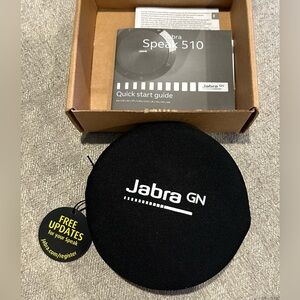 Jabra
Speak 510
Jabra GN
Quick start guide
Jabra GN
FREE
UPDATES
for your Speak
jabra.com/register